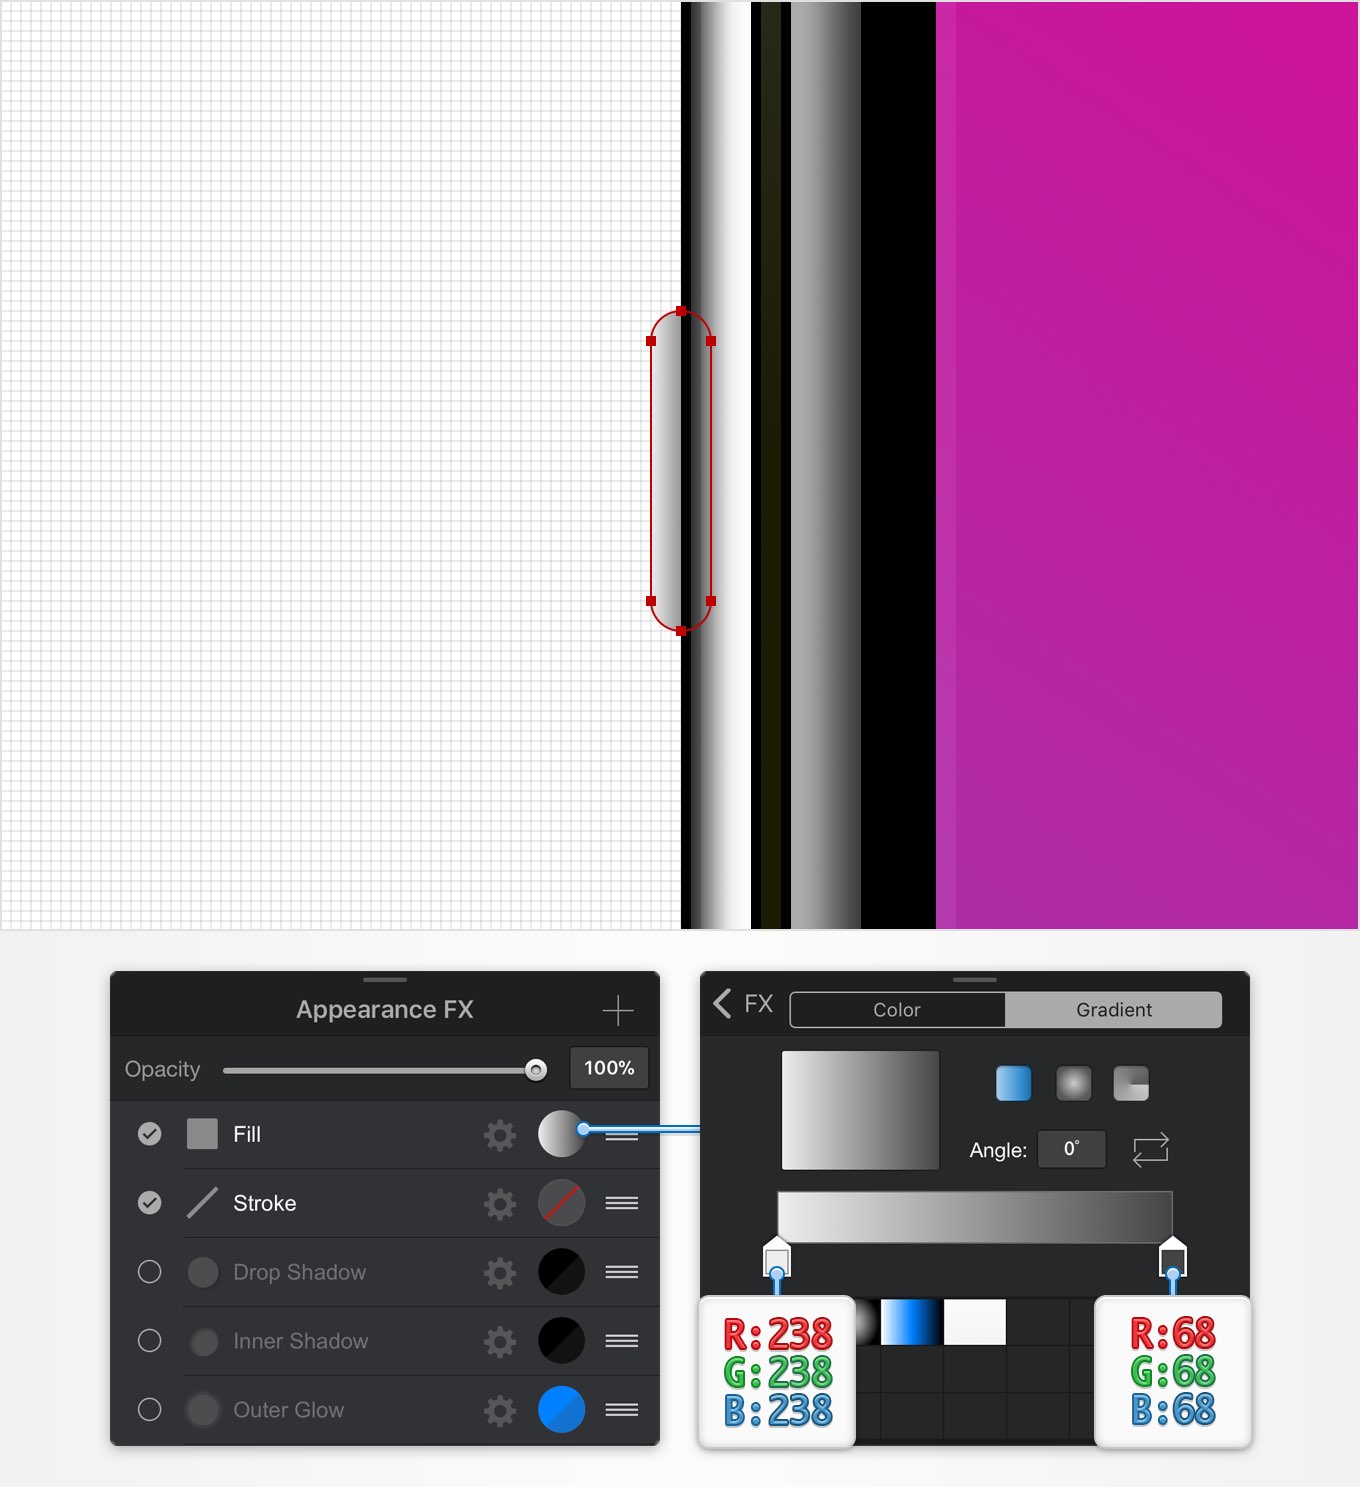 Appearance FX
Opacity 100%
Fill
Stroke
Drop Shadow
Inner Shadow
Outer Glow
FX Color Gradient
Angle: 0°
R:238
G:238
B:238
R:68
G:68
B:68